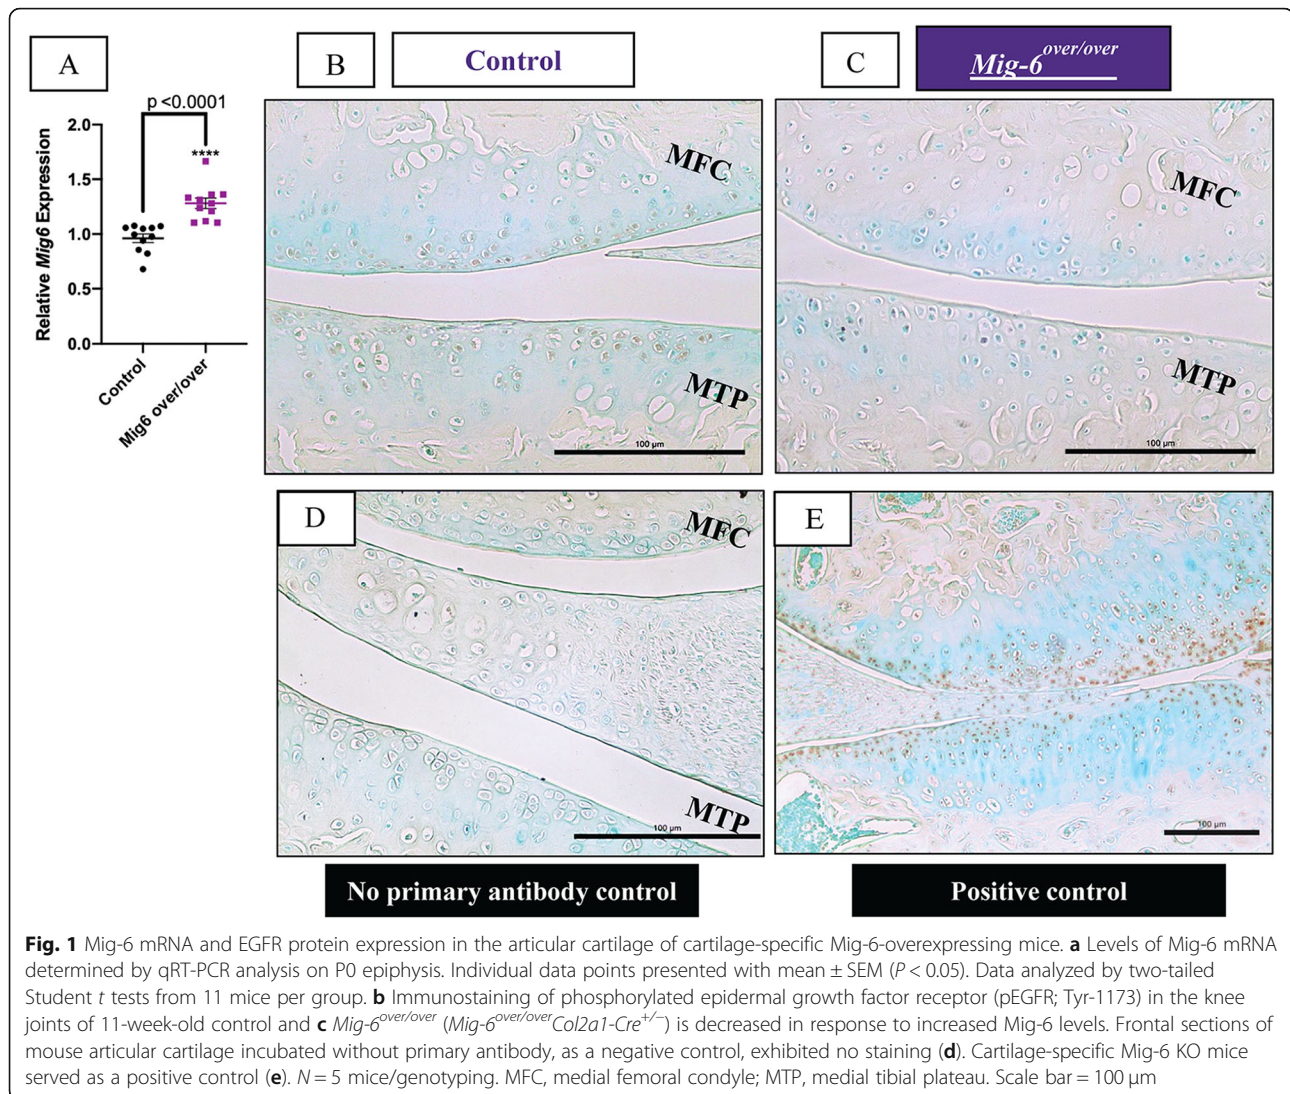 A
B
Control
C
Mig-6over/over
p <0.0001
2.0
****
1.5
1.0
0.5
0.0
Relative Mig6 Expression
Control
Mig6 over/over
MFC
MTP
100 µm
MFC
MTP
100 µm
D
MFC
MTP
100 µm
E
100 µm
No primary antibody control
Positive control
Fig. 1 Mig-6 mRNA and EGFR protein expression in the articular cartilage of cartilage-specific Mig-6-overexpressing mice. a Levels of Mig-6 mRNA
determined by qRT-PCR analysis on P0 epiphysis. Individual data points presented with mean ± SEM (P < 0.05). Data analyzed by two-tailed
Student t tests from 11 mice per group. b Immunostaining of phosphorylated epidermal growth factor receptor (pEGFR; Tyr-1173) in the knee
joints of 11-week-old control and c Mig-6over/over (Mig-6over/overCol2a1-Cre+/−) is decreased in response to increased Mig-6 levels. Frontal sections of
mouse articular cartilage incubated without primary antibody, as a negative control, exhibited no staining (d). Cartilage-specific Mig-6 KO mice
served as a positive control (e). N = 5 mice/genotyping. MFC, medial femoral condyle; MTP, medial tibial plateau. Scale bar = 100 µm